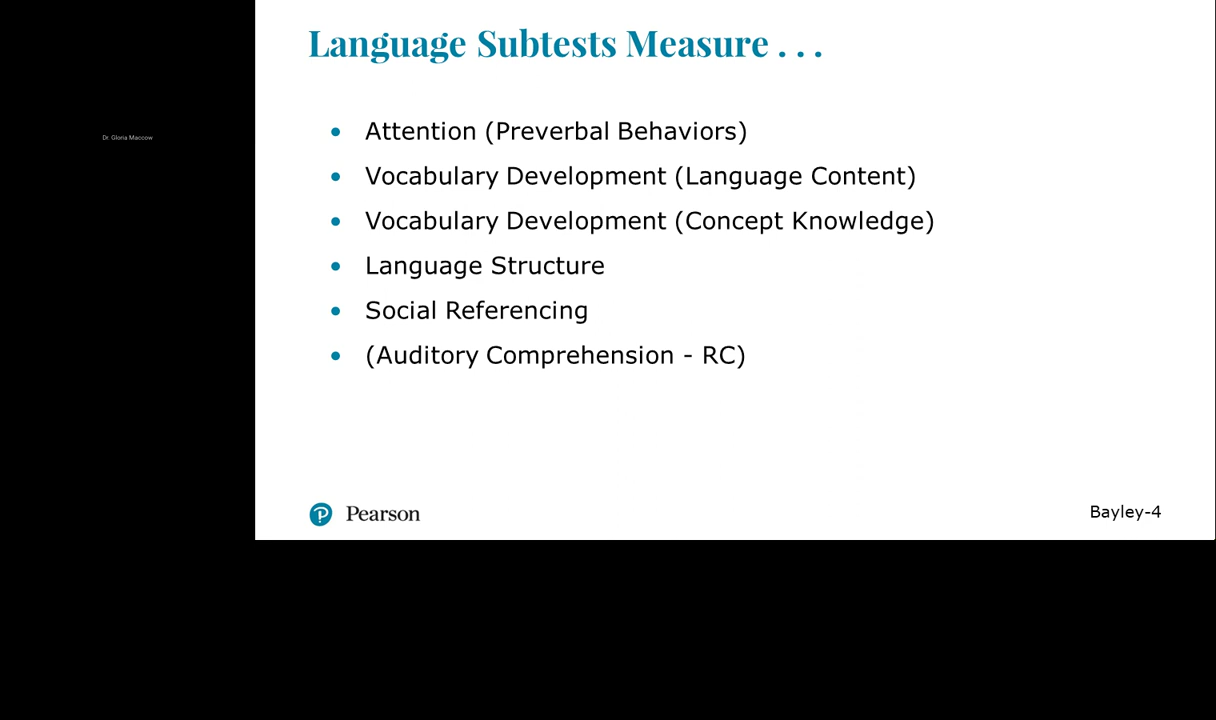 Language Subtests Measure . . .
Dr. Gloria Maccow
• Attention (Preverbal Behaviors)
• Vocabulary Development (Language Content)
• Vocabulary Development (Concept Knowledge)
• Language Structure
• Social Referencing
• (Auditory Comprehension - RC)
Pearson
Bayley-4